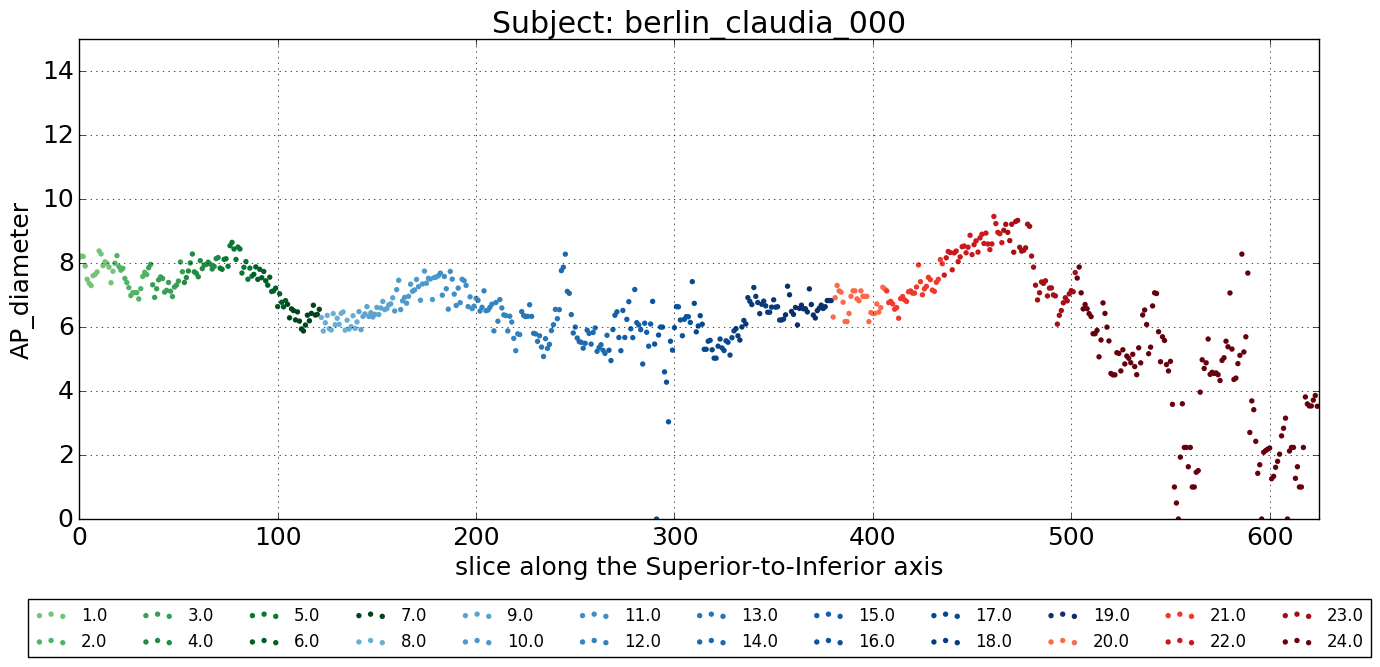 Subject: berlin_claudia_000
14
12
10
8
6
4
2
0
AP_diameter
0 100 200 300 400 500 600
slice along the Superior-to-Inferior axis
1.0 3.0 5.0 7.0 9.0 11.0 13.0 15.0 17.0 19.0 21.0 23.0
2.0 4.0 6.0 8.0 10.0 12.0 14.0 16.0 18.0 20.0 22.0 24.0